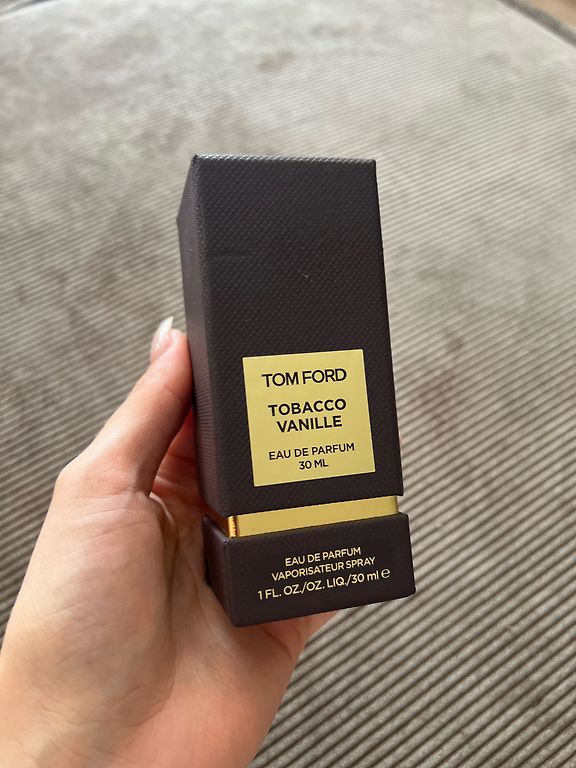 TOM FORD
TOBACCO
VANILLE
EAU DE PARFUM
30 ML
EAU DE PARFUM
VAPORISATEUR SPRAY
1 FL. OZ./OZ. LIQ./30 ml ℮